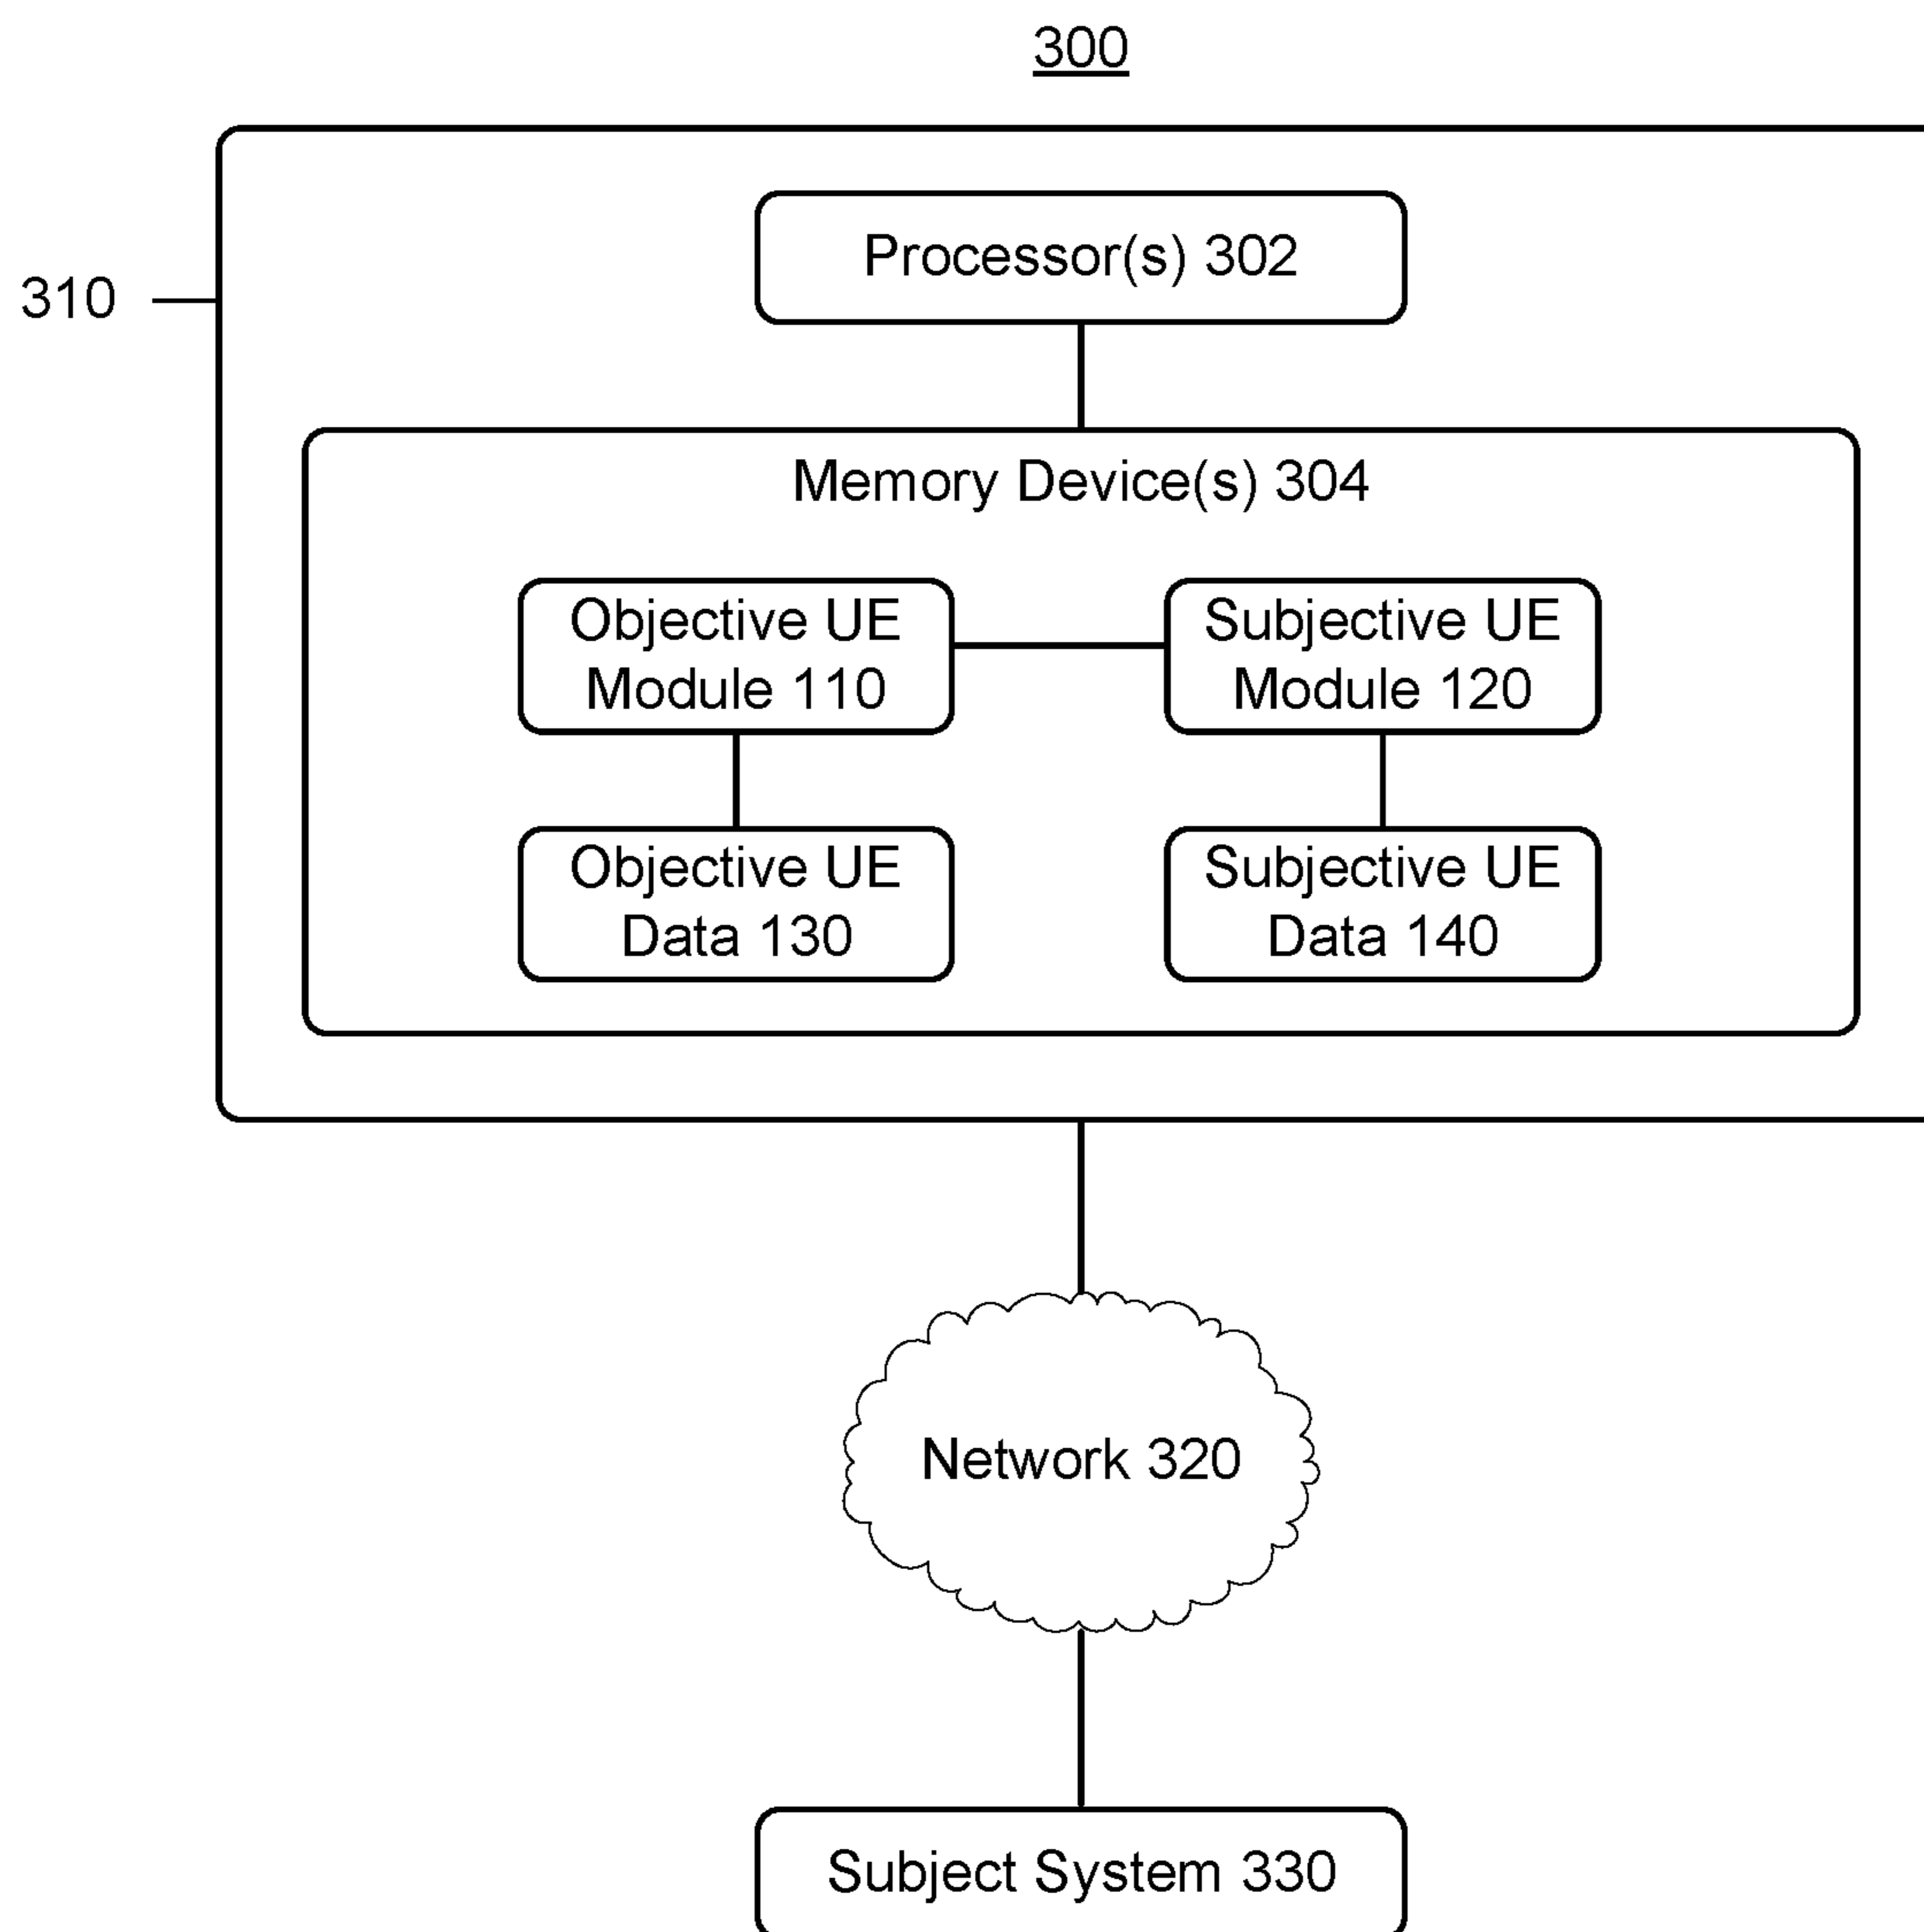 300
Processor(s) 302
310
Memory Device(s) 304
Objective UE
Module 110
Subjective UE
Module 120
Objective UE
Data 130
Subjective UE
Data 140
Network 320
Subject System 330